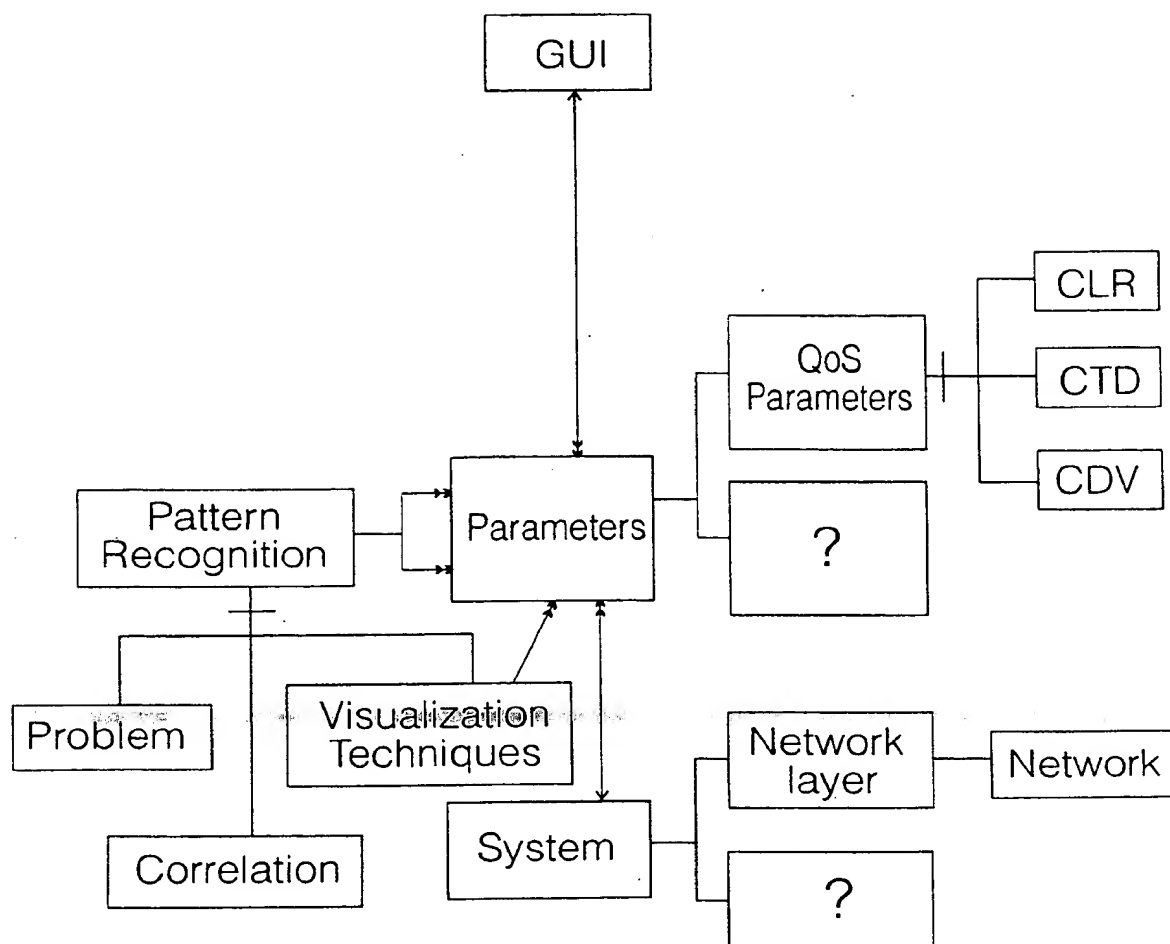 GUI
CLR
QoS
Parameters
CTD
CDV
Pattern
Recognition
Parameters
?
Problem
Visualization
Techniques
Network
layer
Network
System
Correlation
?